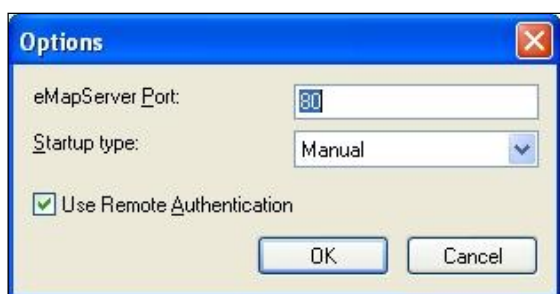 Options
eMapServer Port:
80
Startup type:
Manual
Use Remote Authentication
OK
Cancel